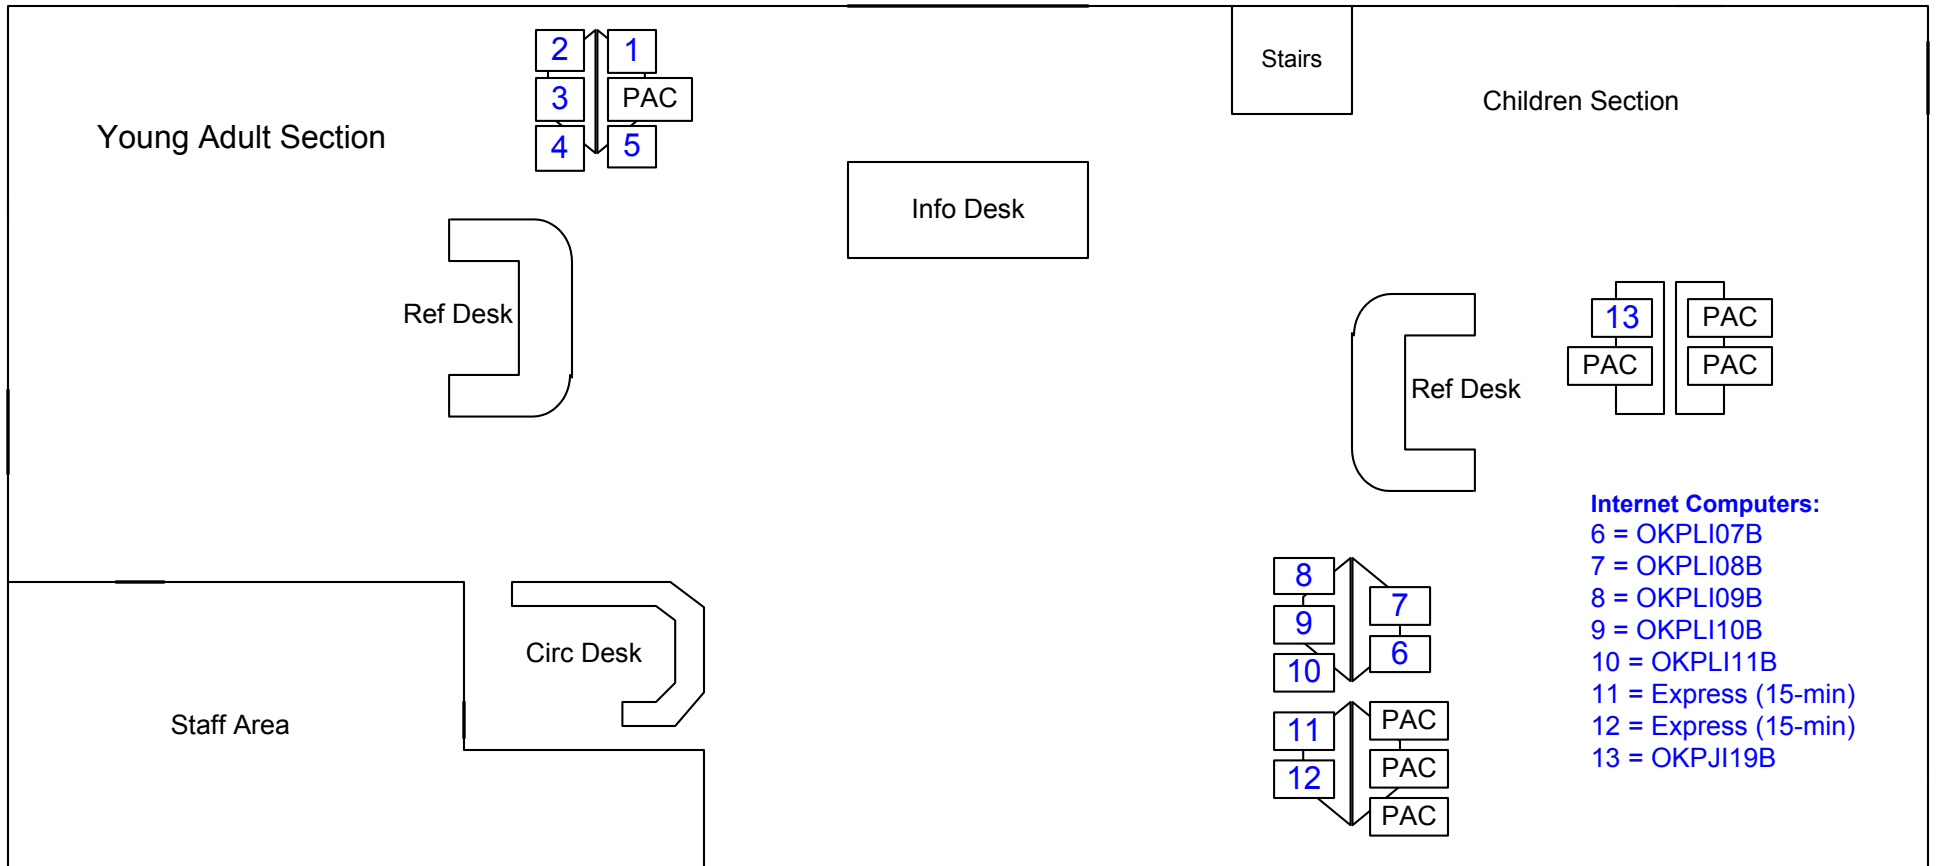 2
1
3
PAC
4
5
Young Adult Section
Stairs
Children Section
Info Desk
Ref Desk
13
PAC
PAC
PAC
Ref Desk
Internet Computers:
6 = OKPLI07B
7 = OKPLI08B
8 = OKPLI09B
9 = OKPLI10B
10 = OKPLI11B
11 = Express (15-min)
12 = Express (15-min)
13 = OKPJI19B
8
7
9
6
10
11
PAC
12
PAC
PAC
Circ Desk
Staff Area